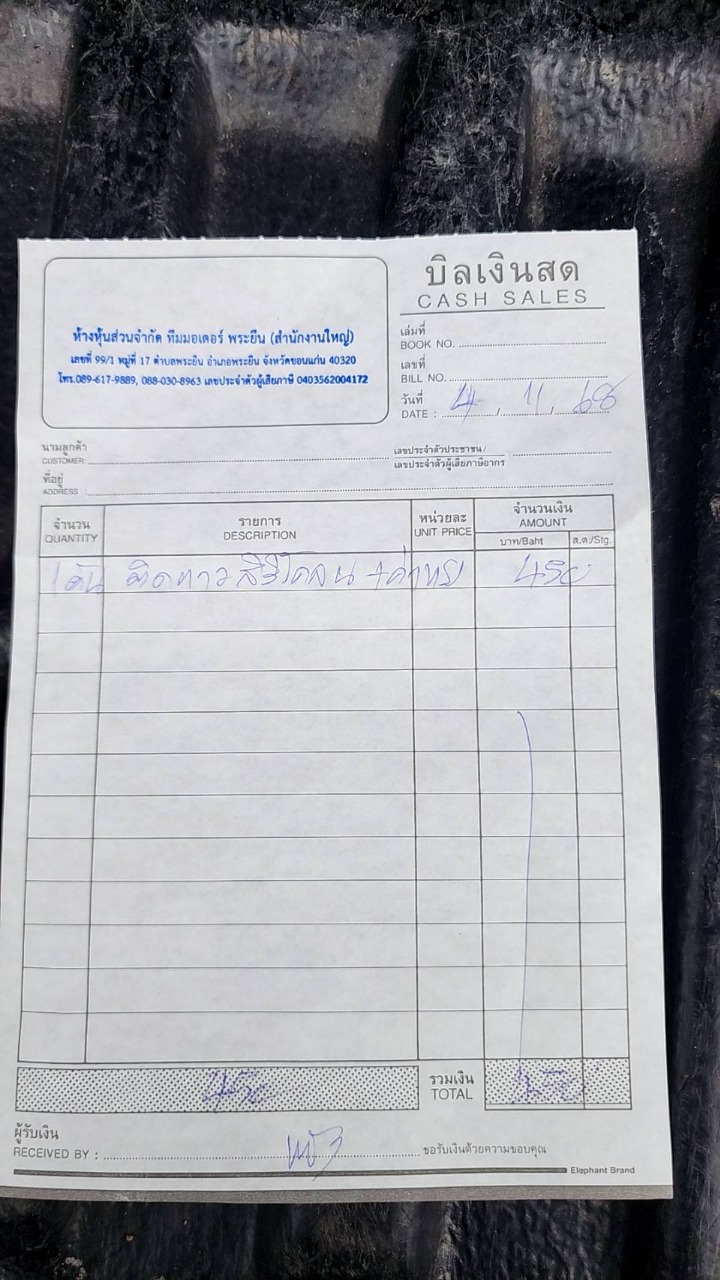 บิลเงินสด
CASH SALES
ห้างหุ้นส่วนจำกัด ทีมมอเตอร์ พระยืน (สำนักงานใหญ่)
เลขที่ 99/1 หมู่ที่ 17 ตำบลพระยืน อำเภอพระยืน จังหวัดขอนแก่น 40320
โทร.089-617-9889, 088-030-8963 เลขประจำตัวผู้เสียภาษี 0403562004172
เล่มที่
BOOK NO.
เลขที่
BILL NO.
วันที่
DATE : 4 / 11 / 68
นามลูกค้า
CUSTOMER
เลขประจำตัวประชาชน/
เลขประจำตัวผู้เสียภาษีอากร
ที่อยู่
ADDRESS
จำนวน รายการ หน่วยละ จำนวนเงิน
QUANTITY DESCRIPTION UNIT PRICE AMOUNT
บาท/Baht ส.ต./Stg.
1 คัน
รวมเงิน
TOTAL
ผู้รับเงิน
RECEIVED BY : ขอรับเงินด้วยความขอบคุณ
Elephant Brand